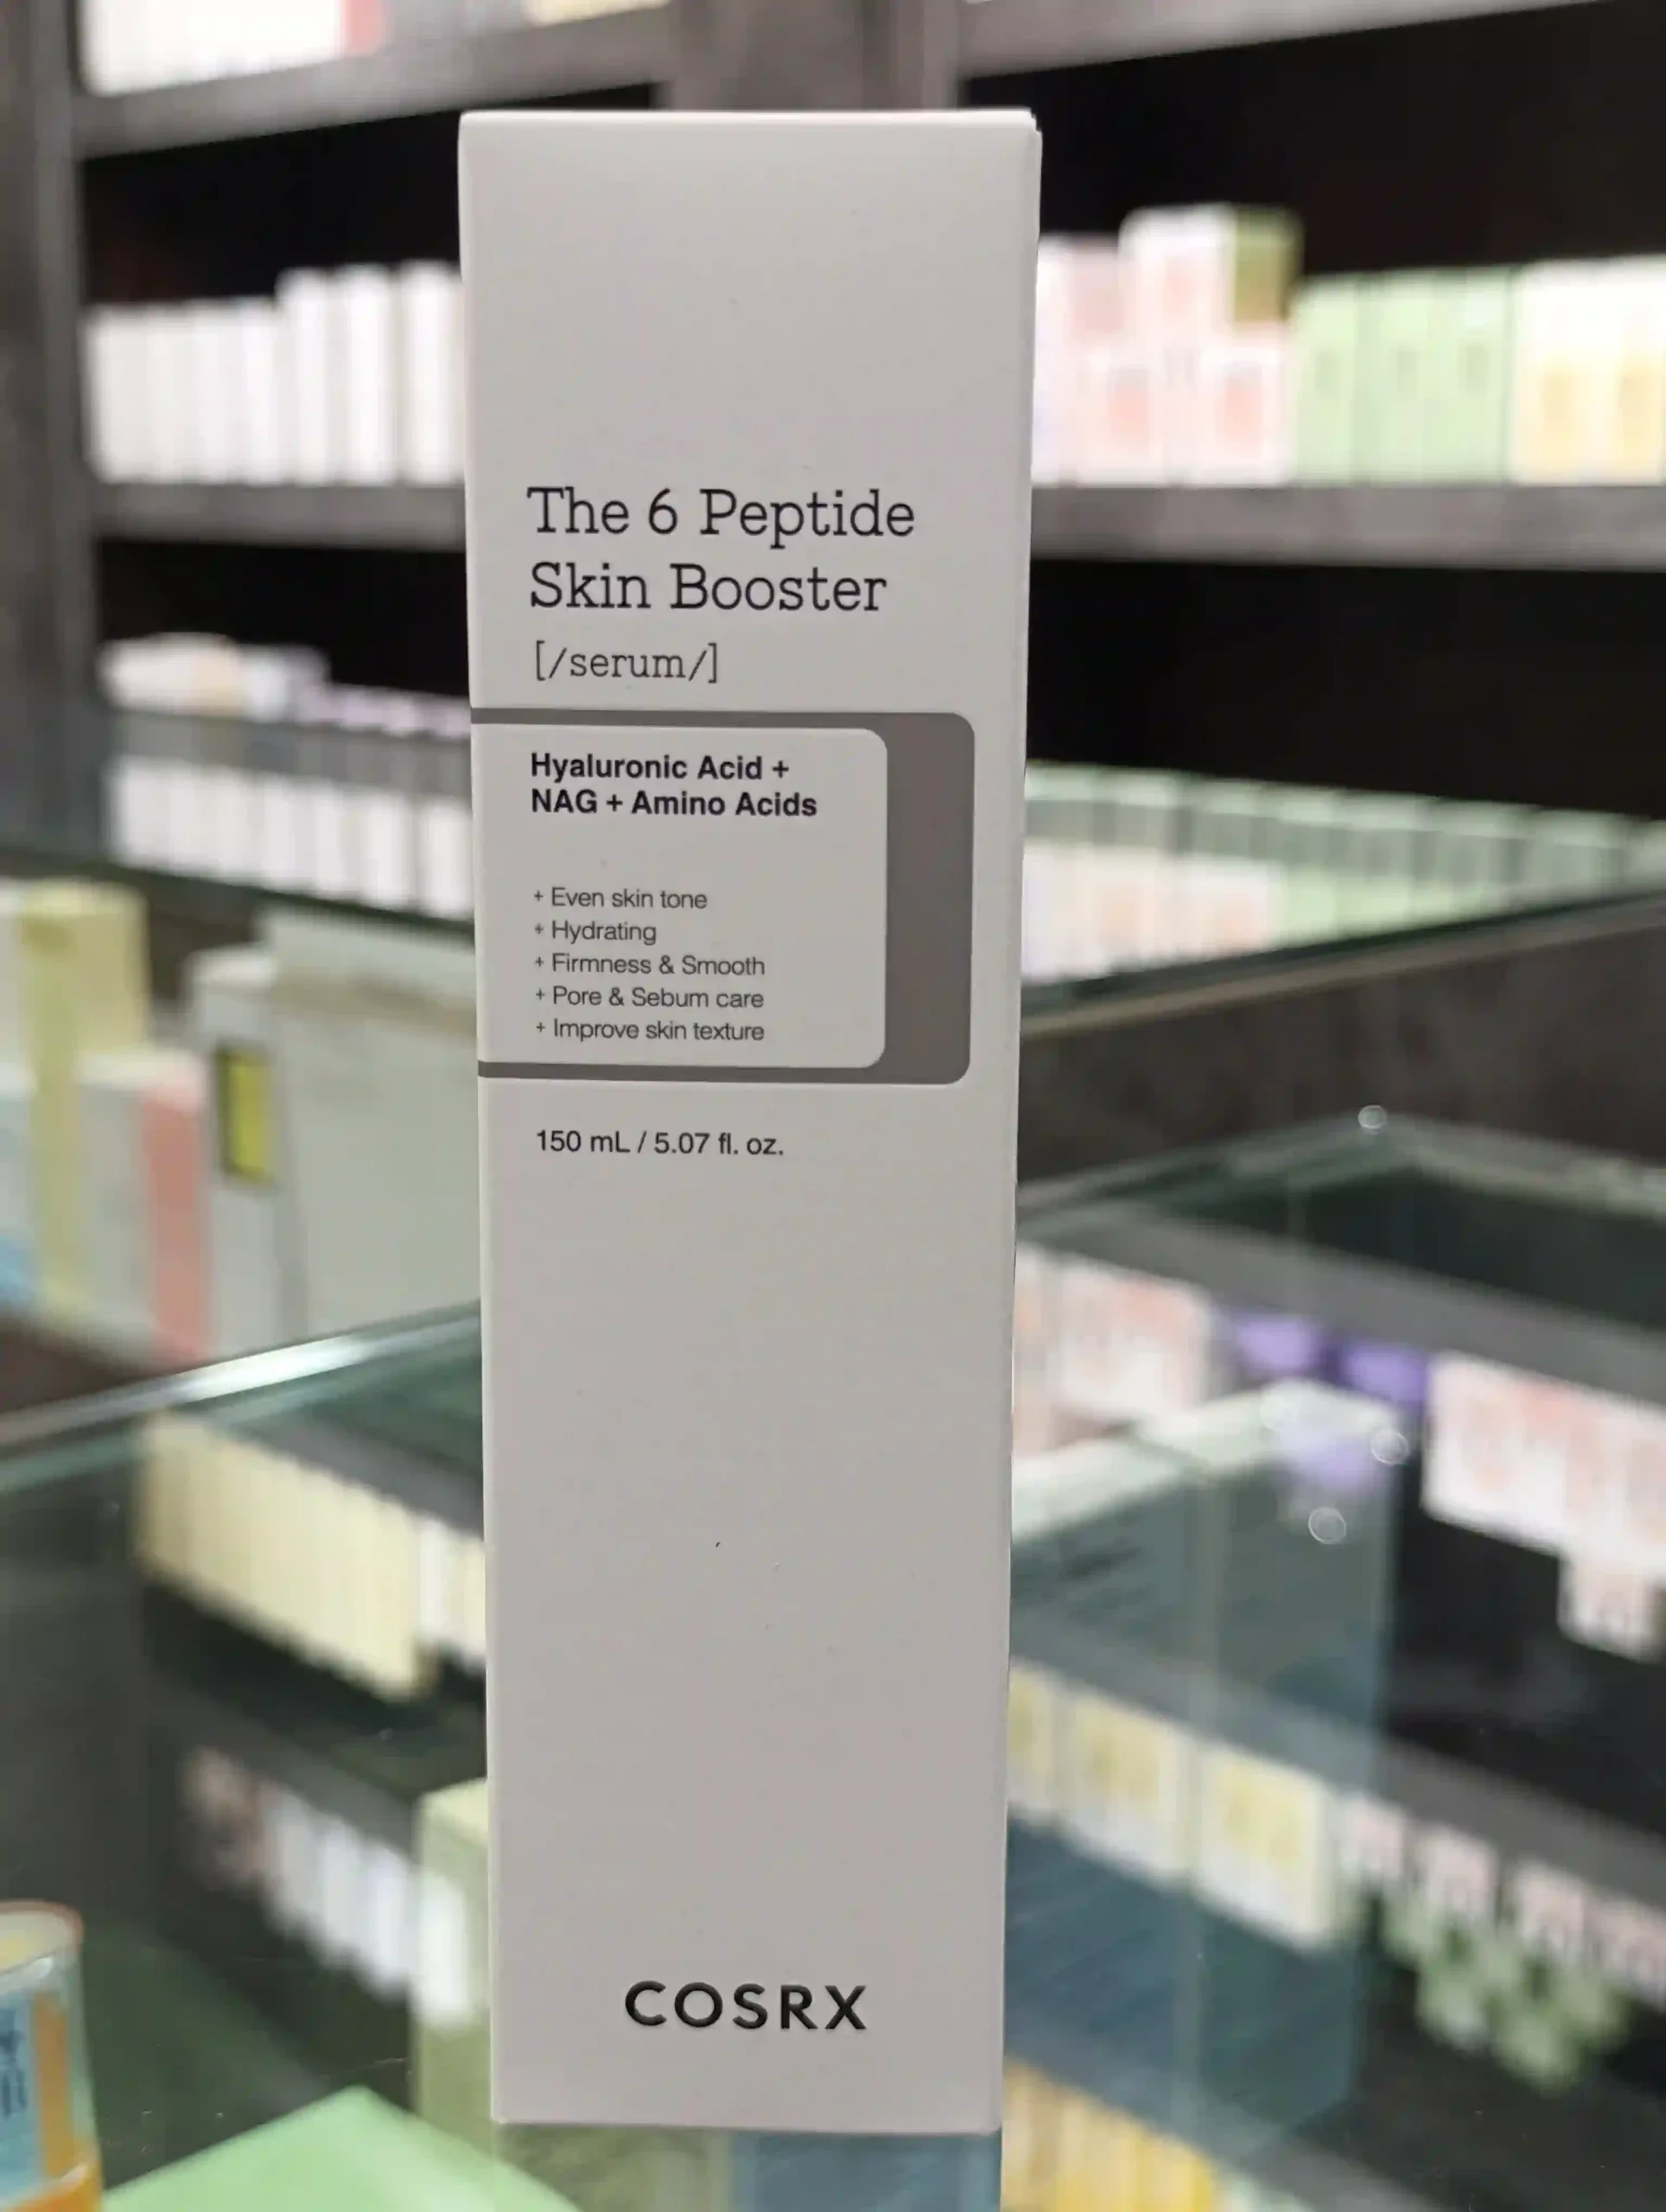 The 6 Peptide
Skin Booster
[/serum/]
Hyaluronic Acid +
NAG + Amino Acids
+ Even skin tone
+ Hydrating
+ Firmness & Smooth
+ Pore & Sebum care
+ Improve skin texture
150 mL / 5.07 fl. oz.
COSRX